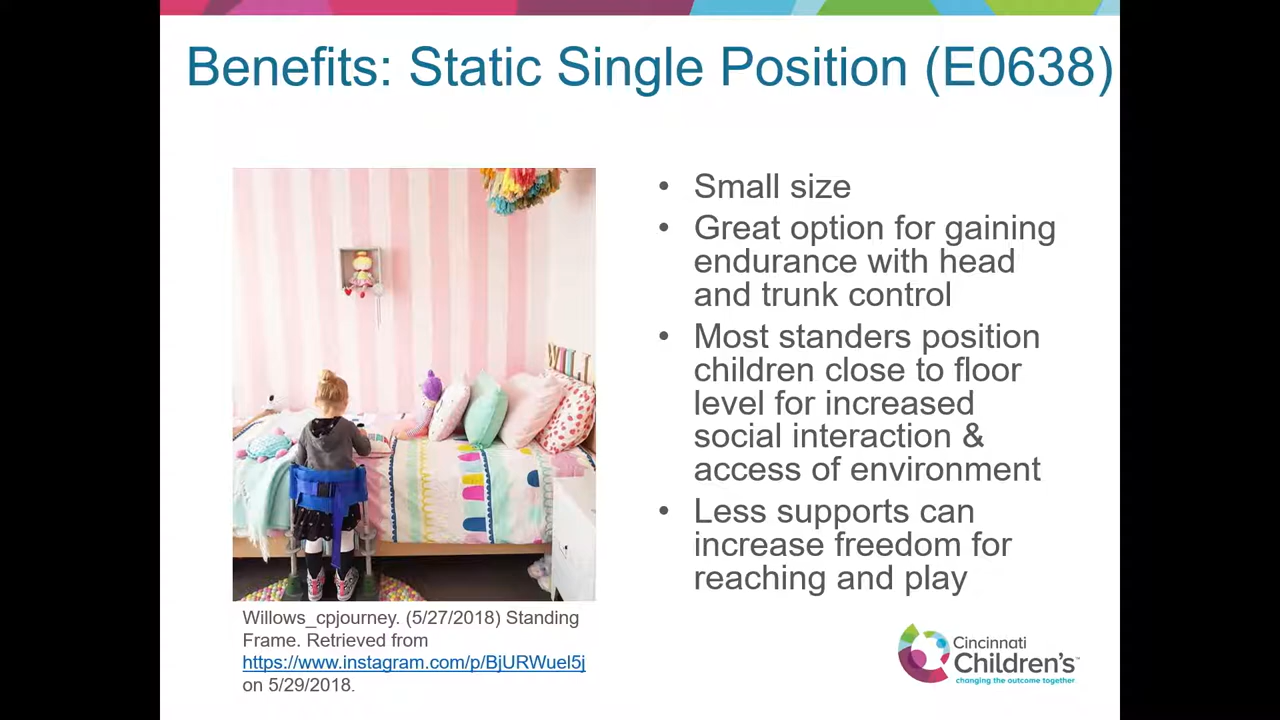 Benefits: Static Single Position (E0638)
• Small size
• Great option for gaining
endurance with head
and trunk control
• Most standers position
children close to floor
level for increased
social interaction &
access of environment
• Less supports can
increase freedom for
reaching and play
Willows_cpjourney. (5/27/2018) Standing
Frame. Retrieved from
https://www.instagram.com/p/BjURWuel5j
on 5/29/2018.
Cincinnati
Children's™
changing the outcome together